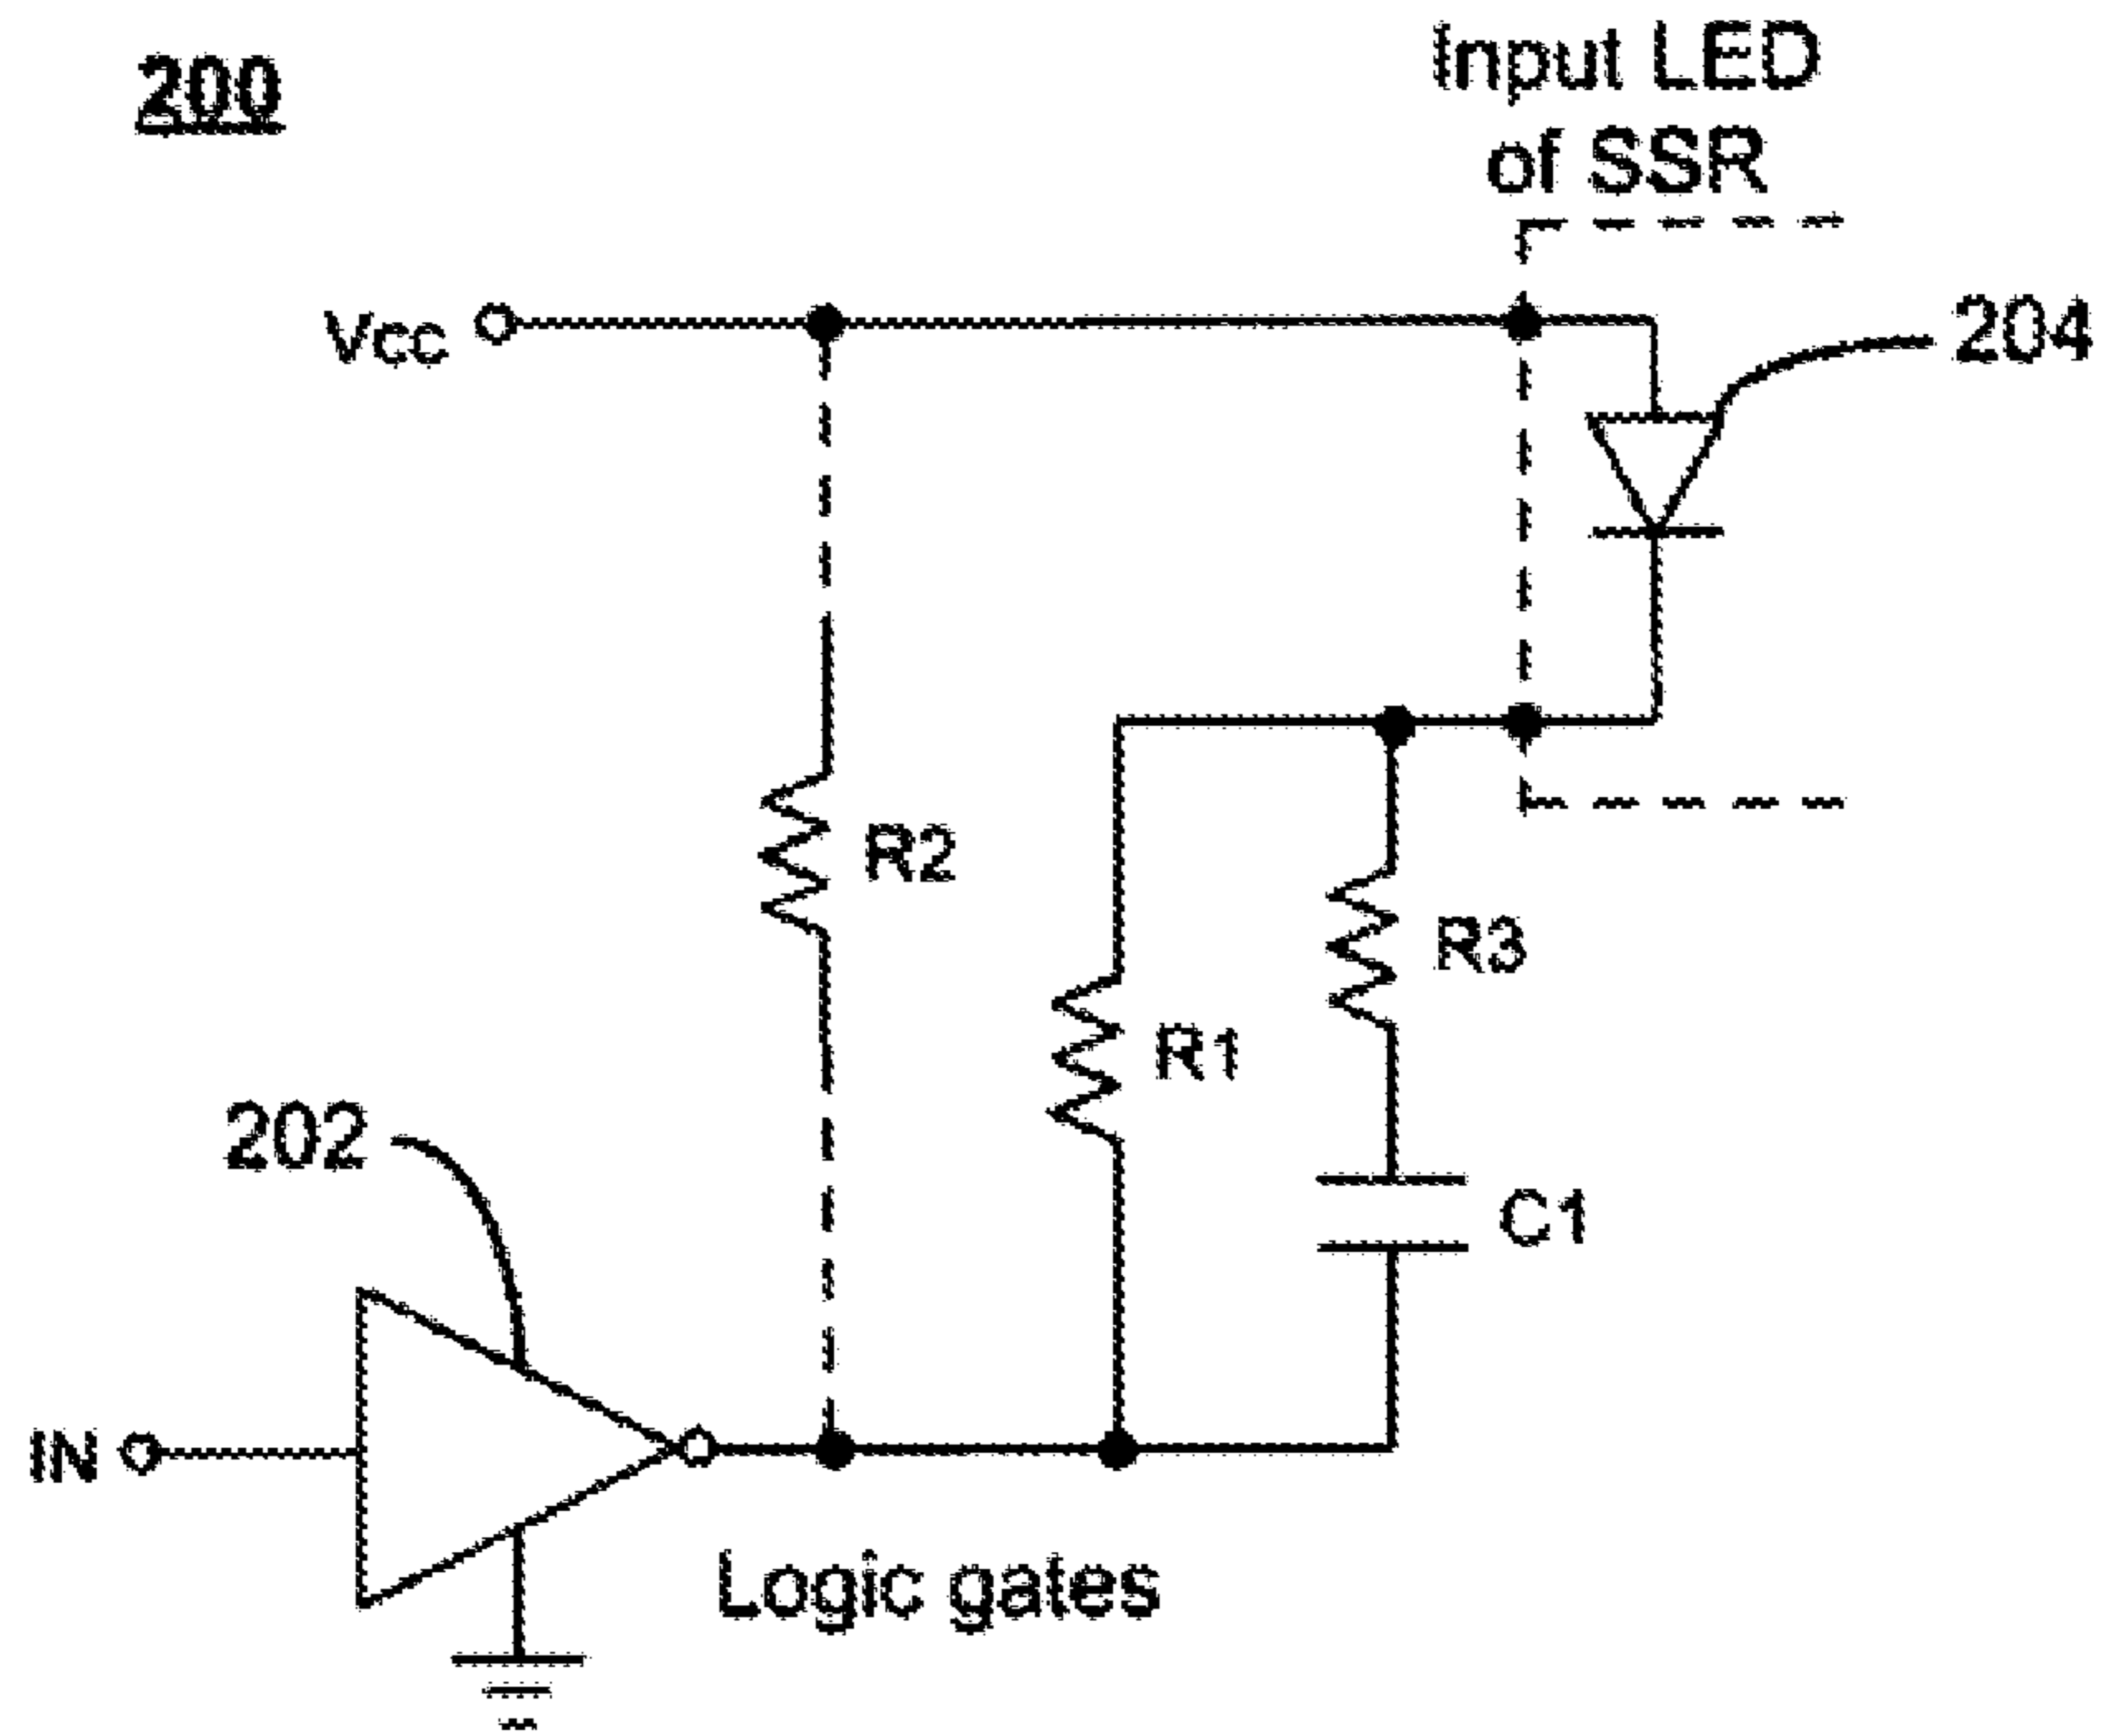 200
Input LED
of SSR
Vcc
204
R2
R3
R1
202
C1
IN
Logic gates